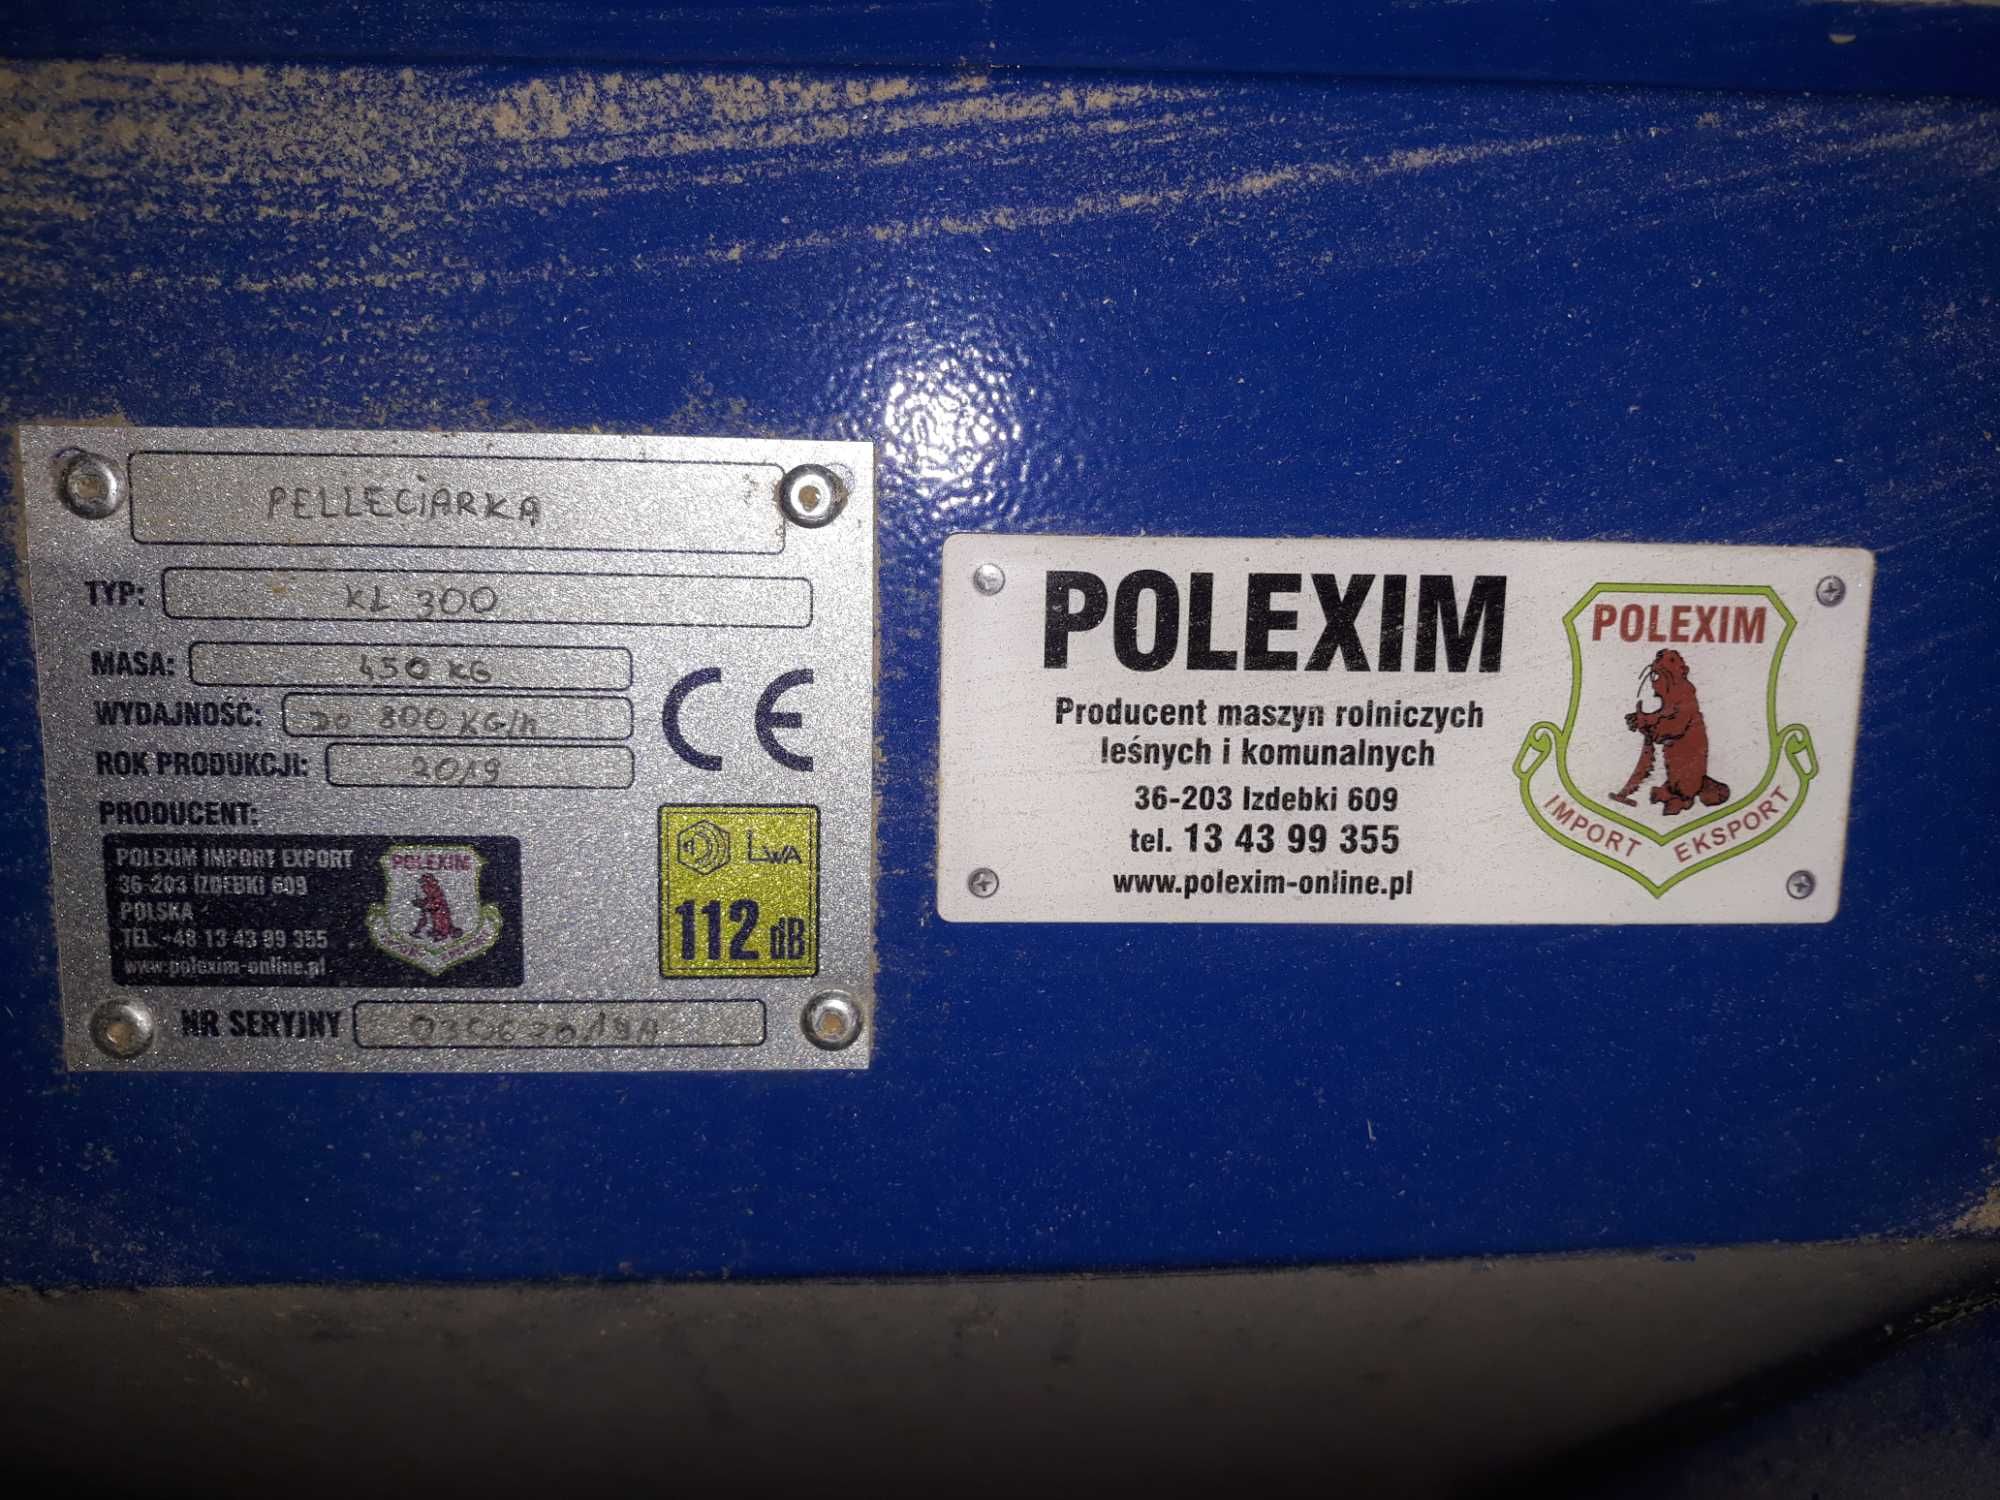 PELLECIARKA
TYP: KL 300
MASA: 450 KG
WYDAJNOŚĆ: DO 800 KG/h
ROK PRODUKCJI: 2019
PRODUCENT:
POLEXIM IMPORT EXPORT
36-203 IZDEBKI 609
POLSKA
TEL. +48 13 43 99 355
www.polexim-online.pl
POLEXIM
CE
LWA
112 dB
NR SERYJNY
POLEXIM
Producent maszyn rolniczych
leśnych i komunalnych
36-203 Izdebki 609
tel. 13 43 99 355
www.polexim-online.pl
POLEXIM
IMPORT EKSPORT